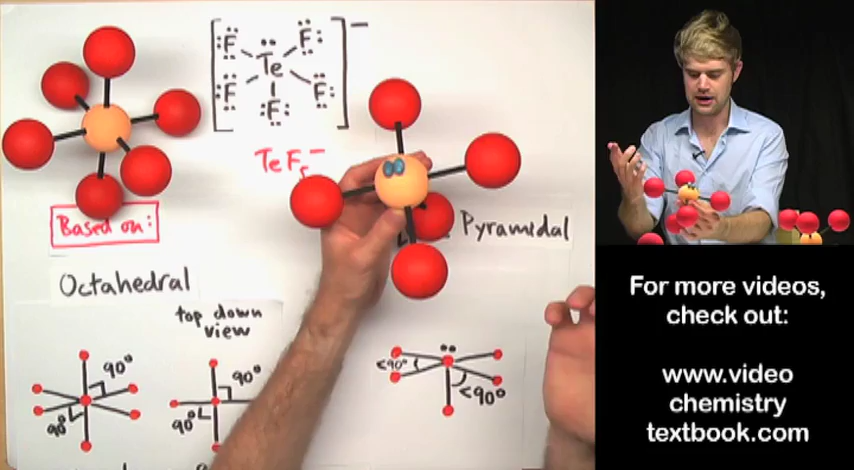 [:F: :F: Te :F: :F: :F:]⁻
TeF₅⁻
Based on:
Pyramidal
Octahedral
top down
view
90°
90°
90°
90°
<90°
<90°
For more videos,
check out:
www.video
chemistry
textbook.com